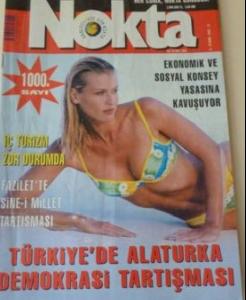 Nokta
1000.
SAYI
EKONOMİK VE
SOSYAL KONSEY
YASASINA
KAVUŞUYOR
İÇ TURİZM
ZOR DURUMDA
FAZİLET'TE
SİNE-İ MİLLET
TARTIŞMASI
TÜRKİYE'DE ALATURKA
DEMOKRASİ TARTIŞMASI